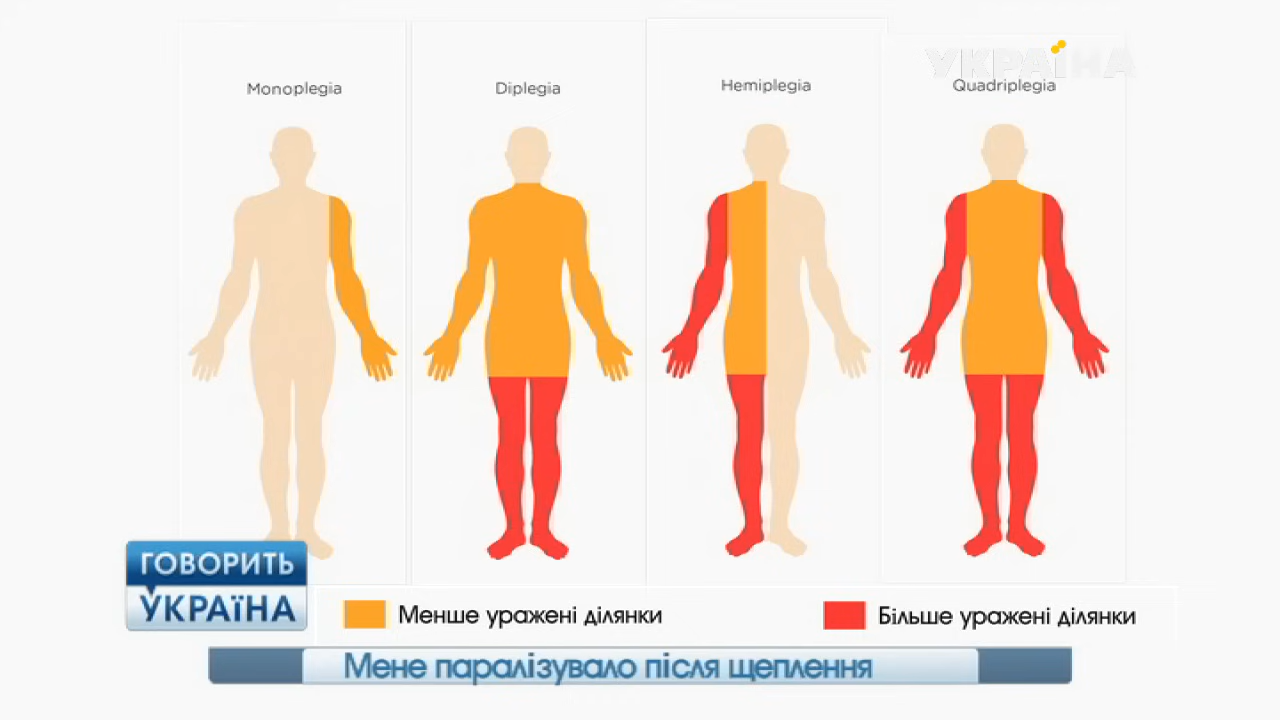 УКРАЇНА
Monoplegia
Diplegia
Hemiplegia
Quadriplegia
ГОВОРИТЬ
УКРАЇНА
Менше уражені ділянки
Більше уражені ділянки
Мене паралізувало після щеплення